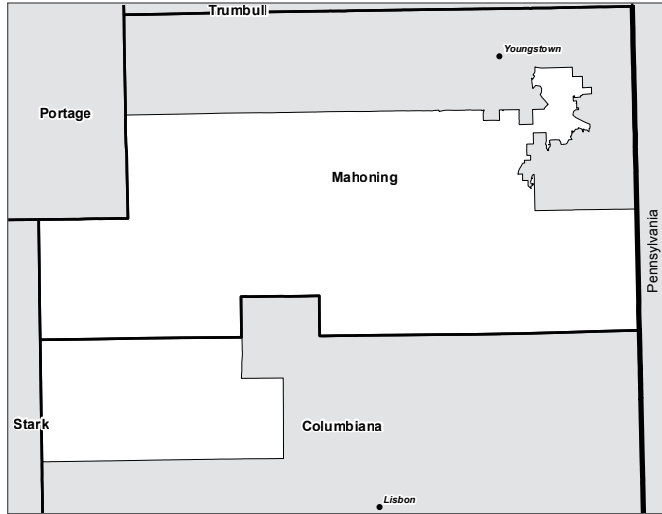 Trumbull
Youngstown
Portage
Mahoning
Pennsylvania
Stark
Columbiana
Lisbon